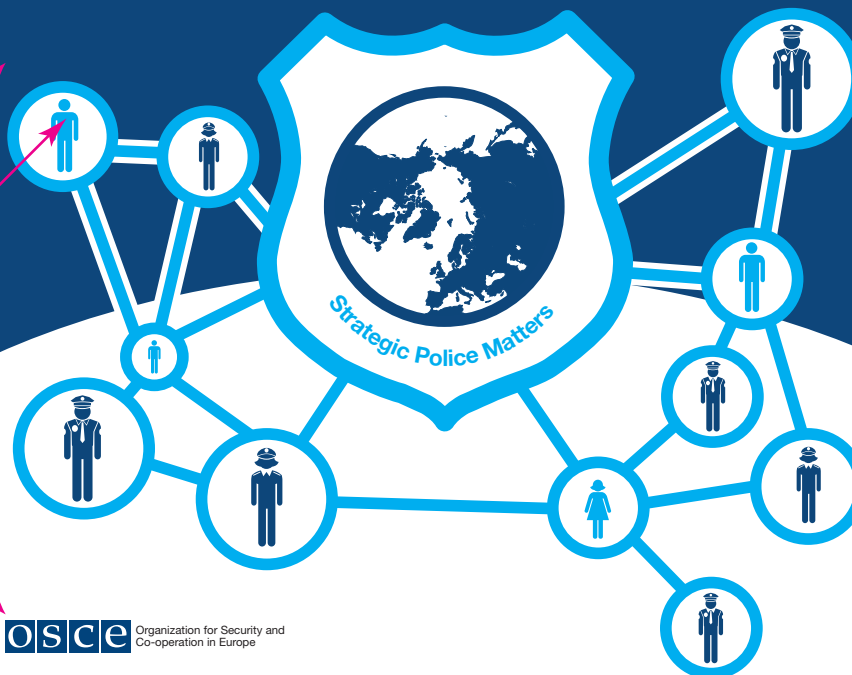 Strategic Police Matters
osce
Organization for Security and
Co-operation in Europe